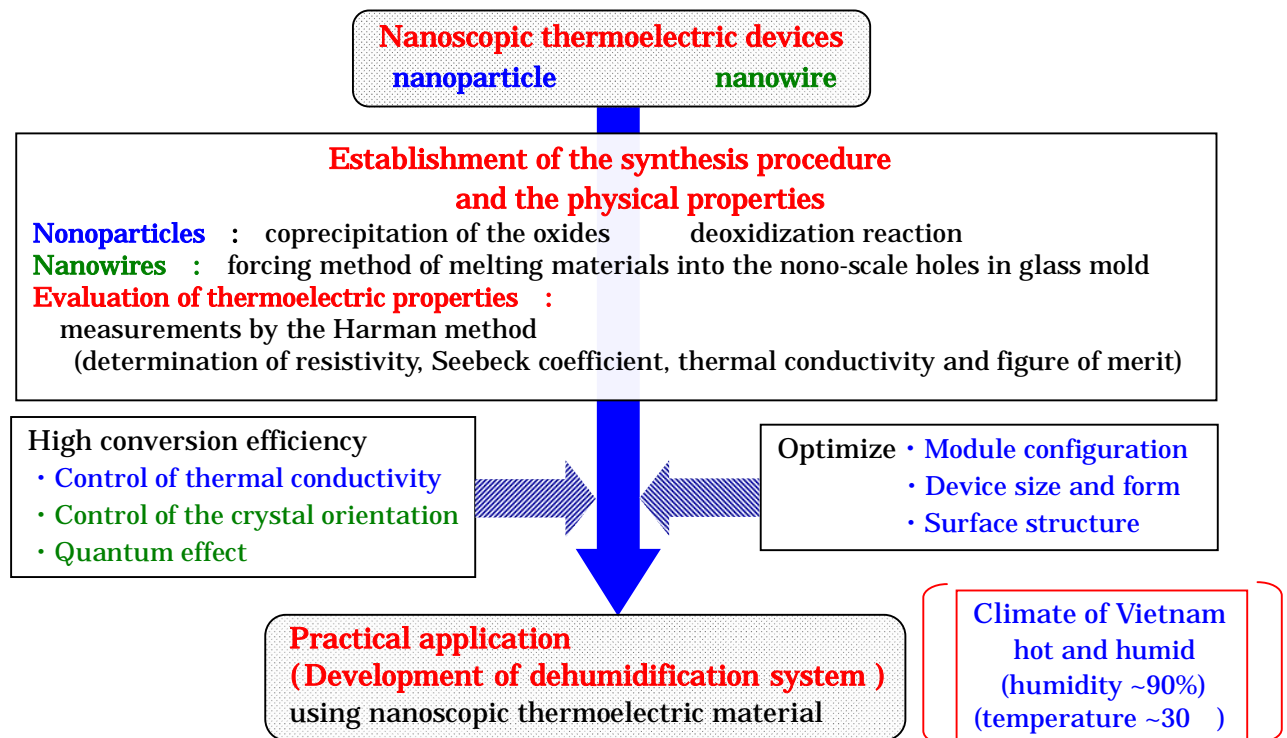 Nanoscopic thermoelectric devices
nanoparticle nanowire
Establishment of the synthesis procedure
and the physical properties
Nonoparticles : coprecipitation of the oxides deoxidization reaction
Nanowires : forcing method of melting materials into the nono-scale holes in glass mold
Evaluation of thermoelectric properties :
measurements by the Harman method
(determination of resistivity, Seebeck coefficient, thermal conductivity and figure of merit)
High conversion efficiency
・Control of thermal conductivity
・Control of the crystal orientation
・Quantum effect
Optimize ・Module configuration
・Device size and form
・Surface structure
Practical application
(Development of dehumidification system)
using nanoscopic thermoelectric material
Climate of Vietnam
hot and humid
(humidity ~90%)
(temperature ~30 )